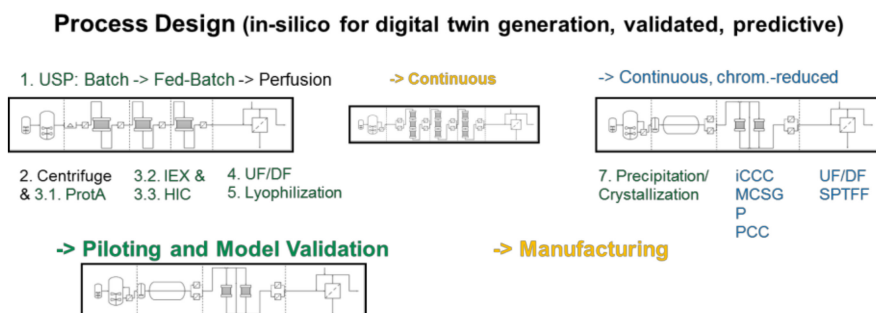 Process Design (in-silico for digital twin generation, validated, predictive)
1. USP: Batch -> Fed-Batch -> Perfusion
-> Continuous
-> Continuous, chrom.-reduced
2. Centrifuge
& 3.1. ProtA
3.2. IEX &
3.3. HIC
4. UF/DF
5. Lyophilization
7. Precipitation/
Crystallization
iCCC
MCSG
P
PCC
UF/DF
SPTFF
-> Piloting and Model Validation
-> Manufacturing